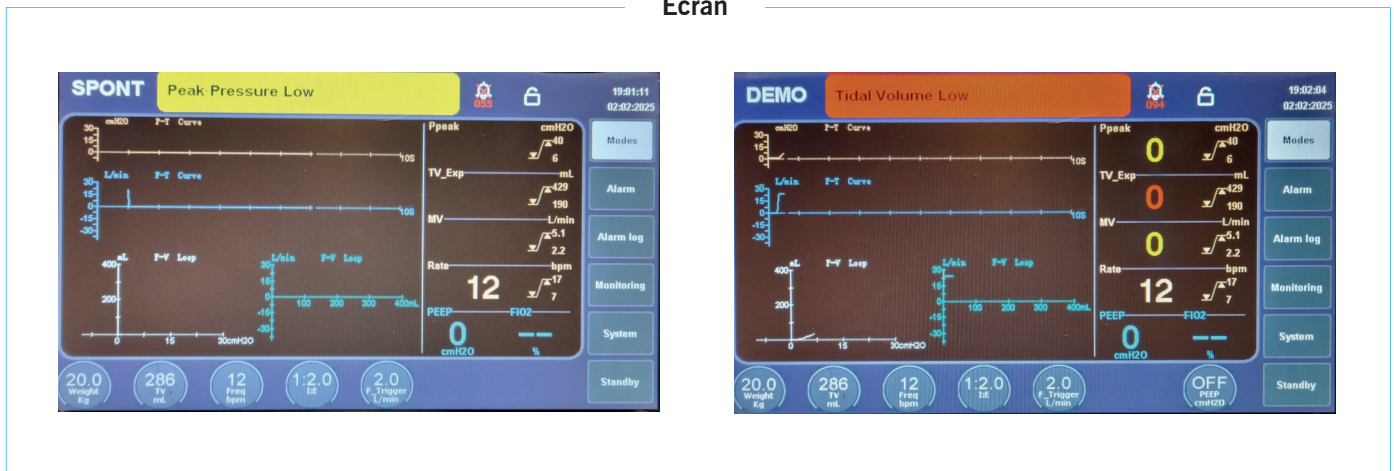 Ecran
SPONT Peak Pressure Low 055 19:01:11
02:02:2025
cmH20 P-T Curve
30
15
0
10S
L/min F-T Curve
30
15
0
-15
-30
10S
mL P-V Loop
400
200
0 15 30cmH2O
L/min F-V Loop
30
15
0
-15
-30
100 200 300 400mL
Ppeak cmH2O
40
6
TV_Exp mL
429
190
MV L/min
5.1
2.2
Rate bpm
12 17
7
PEEP FIO2
0 --
cmH2O %
Modes
Alarm
Alarm log
Monitoring
System
Standby
20.0 Weight Kg
286 TV mL
12 Freq bpm
1:2.0 I:E
2.0 F_Trigger L/min
DEMO Tidal Volume Low 094 19:02:04
02:02:2025
cmH20 P-T Curve
30
15
0
10S
L/min F-T Curve
30
15
0
-15
-30
10S
mL P-V Loop
400
200
0 15 30cmH2O
L/min F-V Loop
30
15
0
-15
-30
100 200 300 400mL
Ppeak cmH2O
0 40
6
TV_Exp mL
0 429
190
MV L/min
0 5.1
2.2
Rate bpm
12 17
7
PEEP FIO2
0 --
cmH2O %
Modes
Alarm
Alarm log
Monitoring
System
Standby
20.0 Weight Kg
286 TV mL
12 Freq bpm
1:2.0 I:E
2.0 F_Trigger L/min
OFF PEEP cmH2O